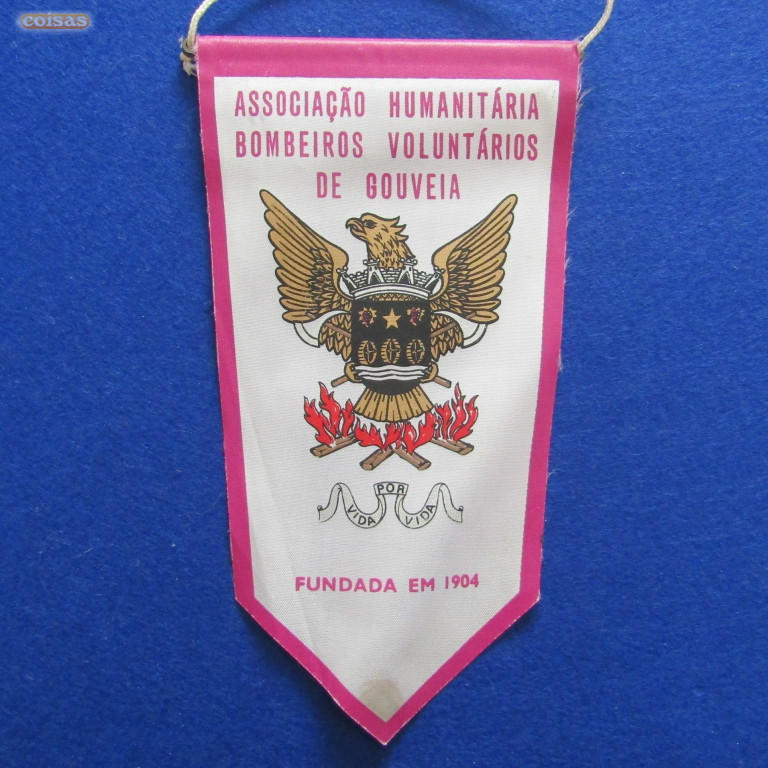 coisas
ASSOCIAÇÃO HUMANITÁRIA
BOMBEIROS VOLUNTÁRIOS
DE GOUVEIA
VIDA POR VIDA
FUNDADA EM 1904